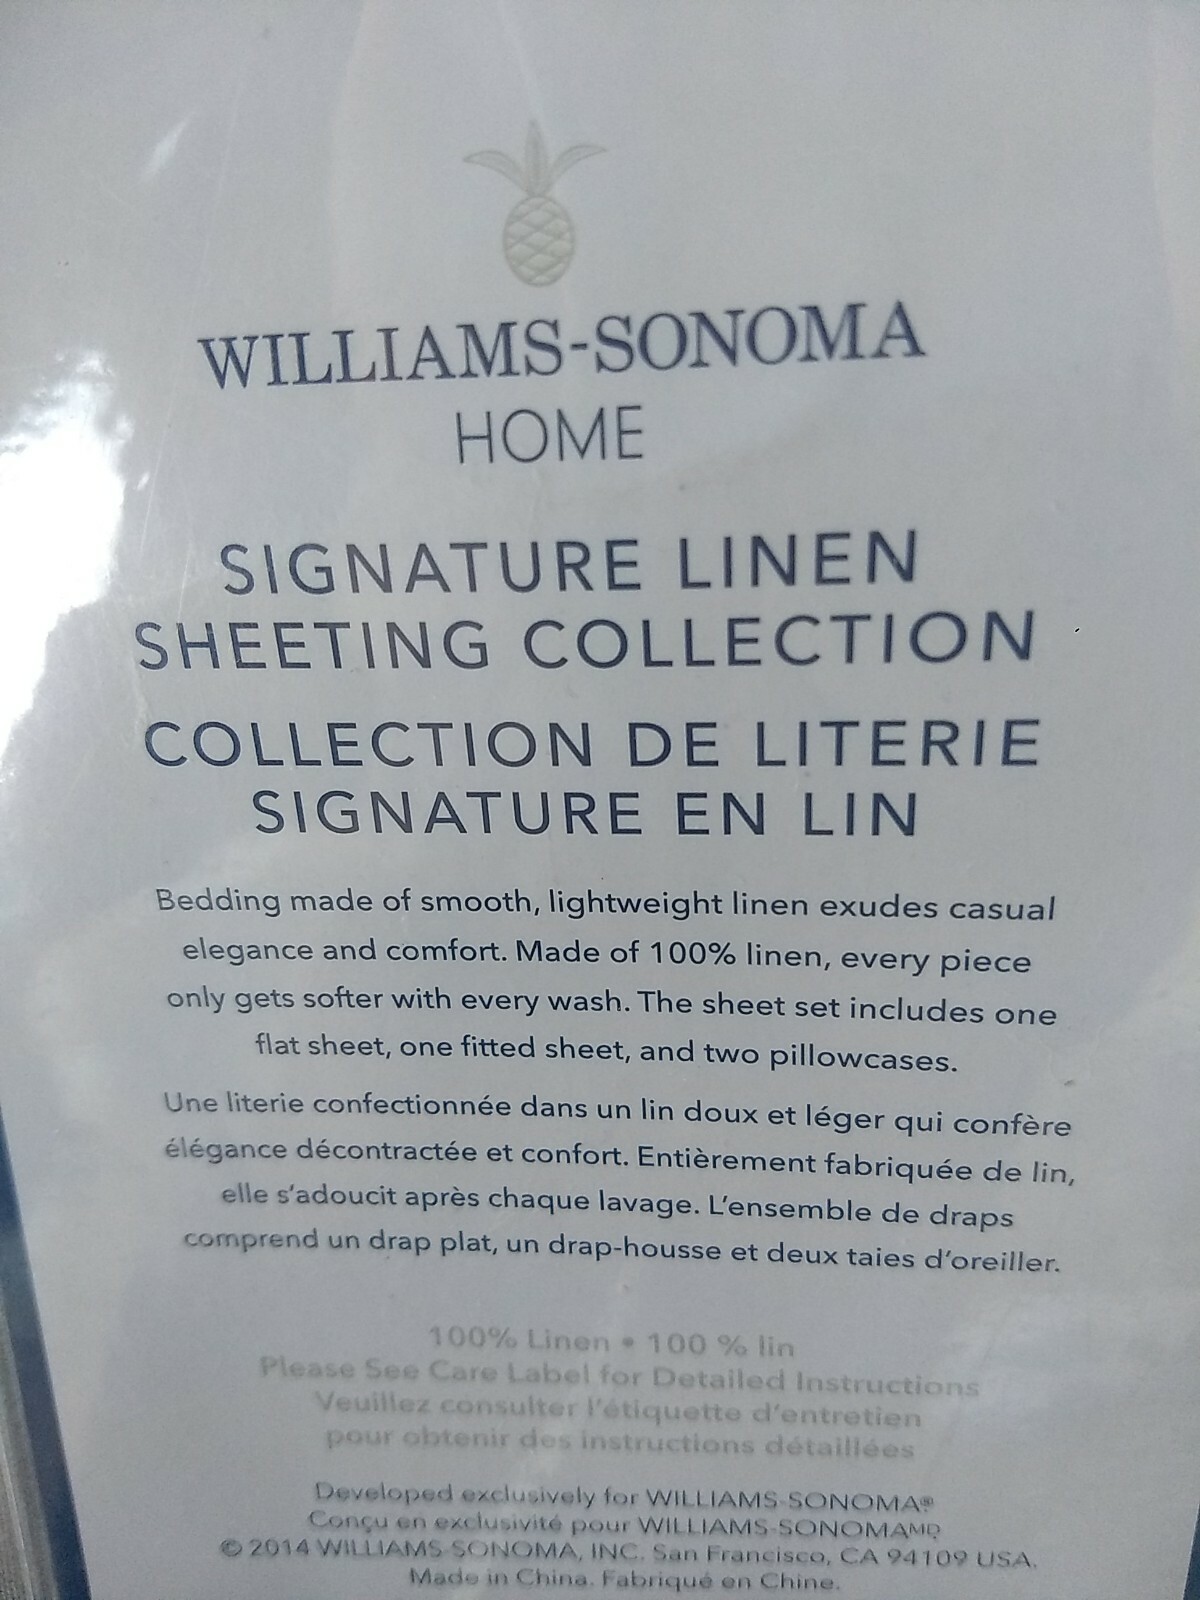 WILLIAMS-SONOMA
HOME
SIGNATURE LINEN
SHEETING COLLECTION
COLLECTION DE LITERIE
SIGNATURE EN LIN
Bedding made of smooth, lightweight linen exudes casual
elegance and comfort. Made of 100% linen, every piece
only gets softer with every wash. The sheet set includes one
flat sheet, one fitted sheet, and two pillowcases.
Une literie confectionnée dans un lin doux et léger qui confère
élégance décontractée et confort. Entièrement fabriquée de lin,
elle s'adoucit après chaque lavage. L'ensemble de draps
comprend un drap plat, un drap-housse et deux taies d'oreiller.
100% Linen • 100 % lin
Please See Care Label for Detailed Instructions
Veuillez consulter l'étiquette d'entretien
pour obtenir des instructions détaillées
Developed exclusively for WILLIAMS-SONOMA®
Conçu en exclusivité pour WILLIAMS-SONOMAMD.
© 2014 WILLIAMS-SONOMA, INC. San Francisco, CA 94109 USA.
Made in China. Fabriqué en Chine.